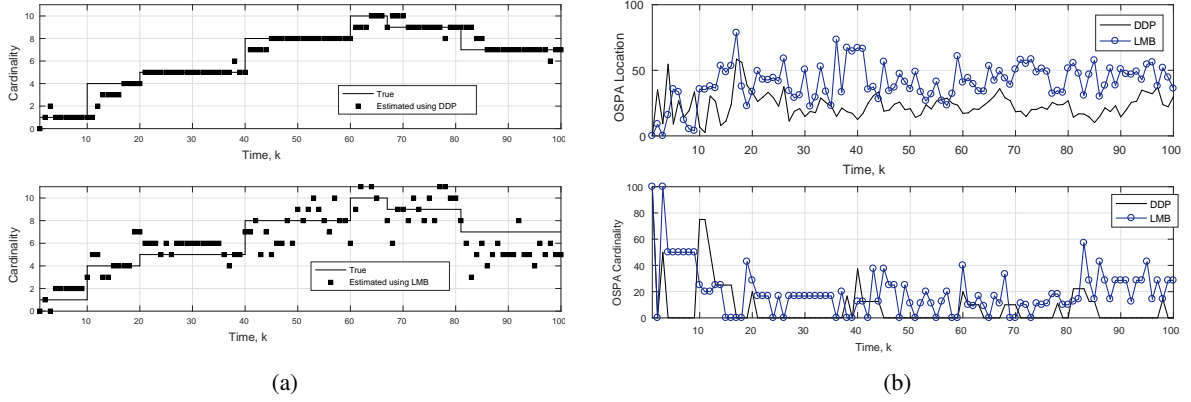 10
8
6
4
2
0
Cardinality
True
Estimated using DDP
10 20 30 40 50 60 70 80 90 100
Time, k
10
8
6
4
2
0
Cardinality
True
Estimated using LMB
10 20 30 40 50 60 70 80 90 100
Time, k
(a)
100
50
0
OSPA Location
DDP
LMB
10 20 30 40 50 60 70 80 90 100
Time, k
100
80
60
40
20
0
OSPA Cardinality
DDP
LMB
10 20 30 40 50 60 70 80 90 100
Time, k
(b)